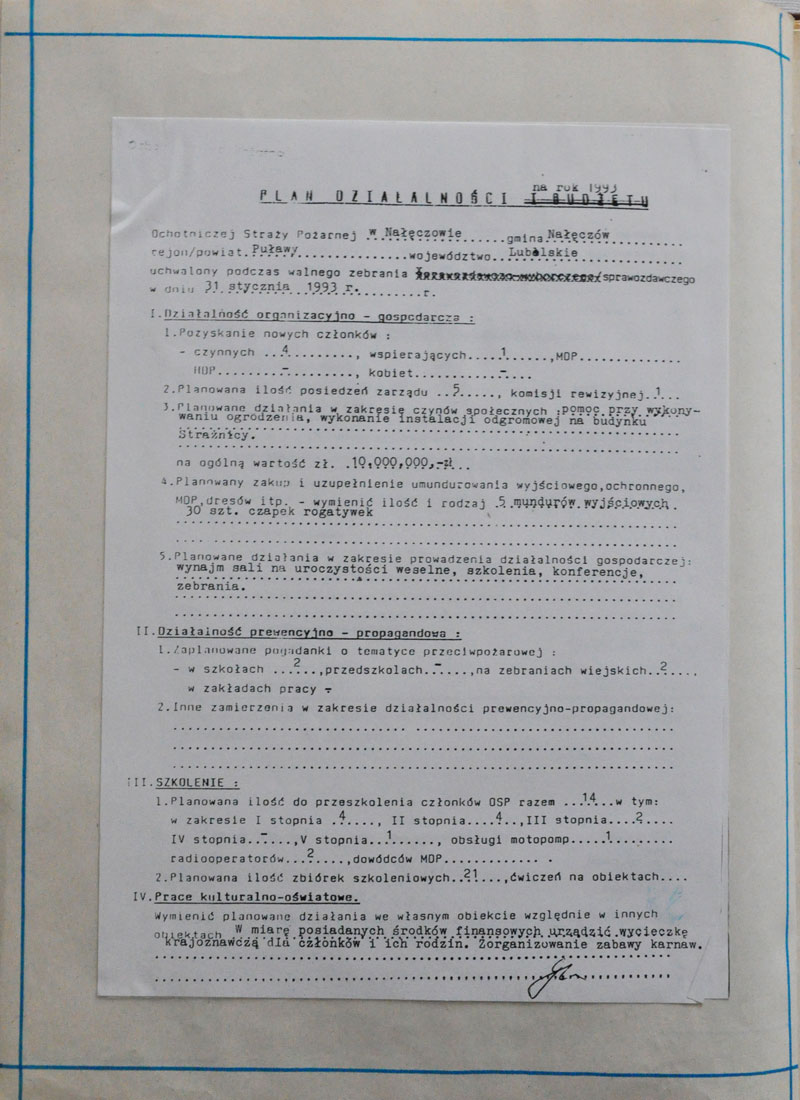 na rok 1993
PLAN DZIAŁALNOŚCI I BUDŻETU
Ochotniczej Straży Pożarnej w Nałęczowie......gmina Nałęczów
rejon/powiat.Puławy................województwo..Lubelskie
uchwalony podczas walnego zebrania sprawozdawczego
w dniu 31 stycznia 1993 r. .........r.
I.Działalność organizacyjno - gospodarcza :
1.Pozyskanie nowych członków :
- czynnych ..4.........., wspierających.....1......,MDP..............
HDP........-........., kobiet..........-....
2.Planowana ilość posiedzeń zarządu ..5....., komisji rewizyjnej..1...
3.Planowane działania w zakresie czynów społecznych :pomoc przy wykony-
waniu ogrodzenia, wykonanie instalacji odgromowej na budynku
Strażnicy.
na ogólną wartość zł. .10,000,000,-zł...
4.Planowany zakup i uzupełnienie umundurowania wyjściowego,ochronnego,
MDP,dresów itp. - wymienić ilość i rodzaj .5 mundurów wyjściowych.
30 szt. czapek rogatywek
5.Planowane działania w zakresie prowadzenia działalności gospodarczej:
wynajm sali na uroczystości weselne, szkolenia, konferencje,
zebrania.
II.Działalność prewencyjno - propagandowa :
1.Zaplanowane pogadanki o tematyce przeciwpożarowej :
- w szkołach ...2...,przedszkolach..-....,na zebraniach wiejskich..2....
w zakładach pracy -
2.Inne zamierzenia w zakresie działalności prewencyjno-propagandowej:
III.SZKOLENIE :
1.Planowana ilość do przeszkolenia członków OSP razem ...14...w tym:
w zakresie I stopnia .4....., II stopnia....4..,III stopnia....2....
IV stopnia..-....,V stopnia...1......, obsługi motopomp.....1.........
radiooperatorów...2....,dowódców MDP............. .
2.Planowana ilość zbiórek szkoleniowych..21...,ćwiczeń na obiektach....
IV.Prace kulturalno-oświatowe.
Wymienić planowane działania we własnym obiekcie względnie w innych
obiektach W miarę posiadanych środków finansowych urządzić wycieczkę
krajoznawczą dla członków i ich rodzin. Zorganizowanie zabawy karnaw.